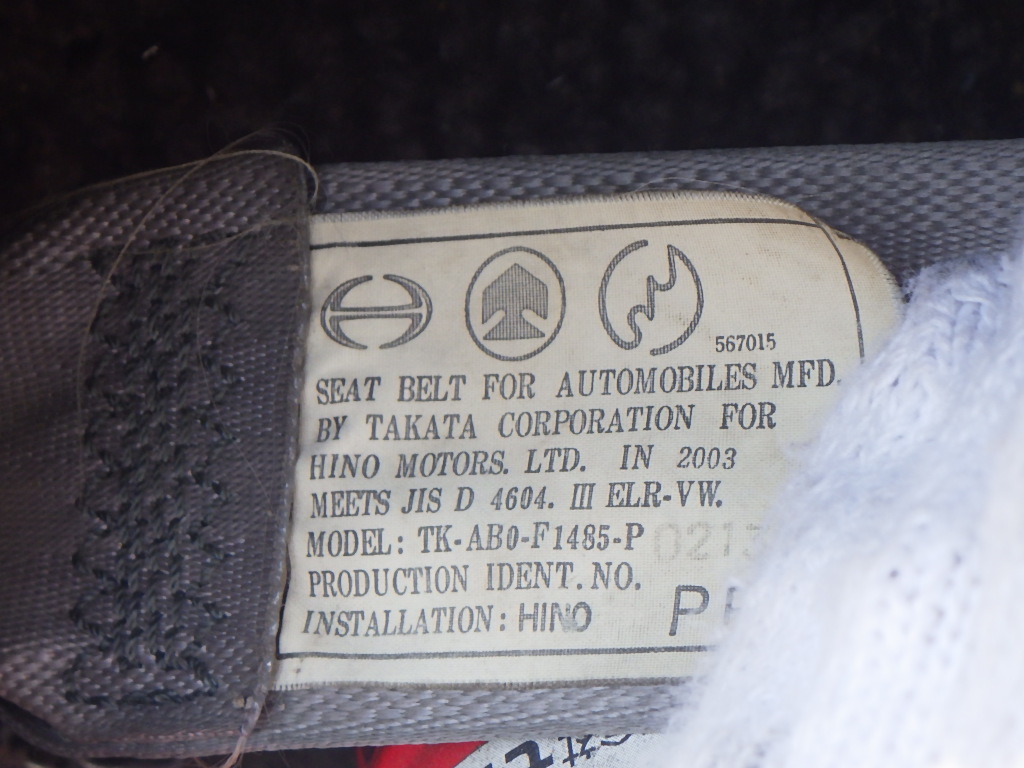 567015
SEAT BELT FOR AUTOMOBILES MFD.
BY TAKATA CORPORATION FOR
HINO MOTORS. LTD. IN 2003
MEETS JIS D 4604. III ELR-VW.
MODEL: TK-AB0-F1485-P
PRODUCTION IDENT. NO.
INSTALLATION: HINO